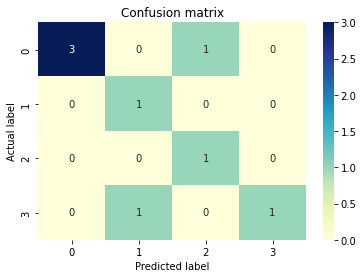 Confusion matrix
3.0
0 3 0 1 0
2.5
1 0 1 0 0
2.0
1.5
Actual label
2 0 0 1 0
1.0
0.5
3 0 1 0 1
0.0
0 1 2 3
Predicted label